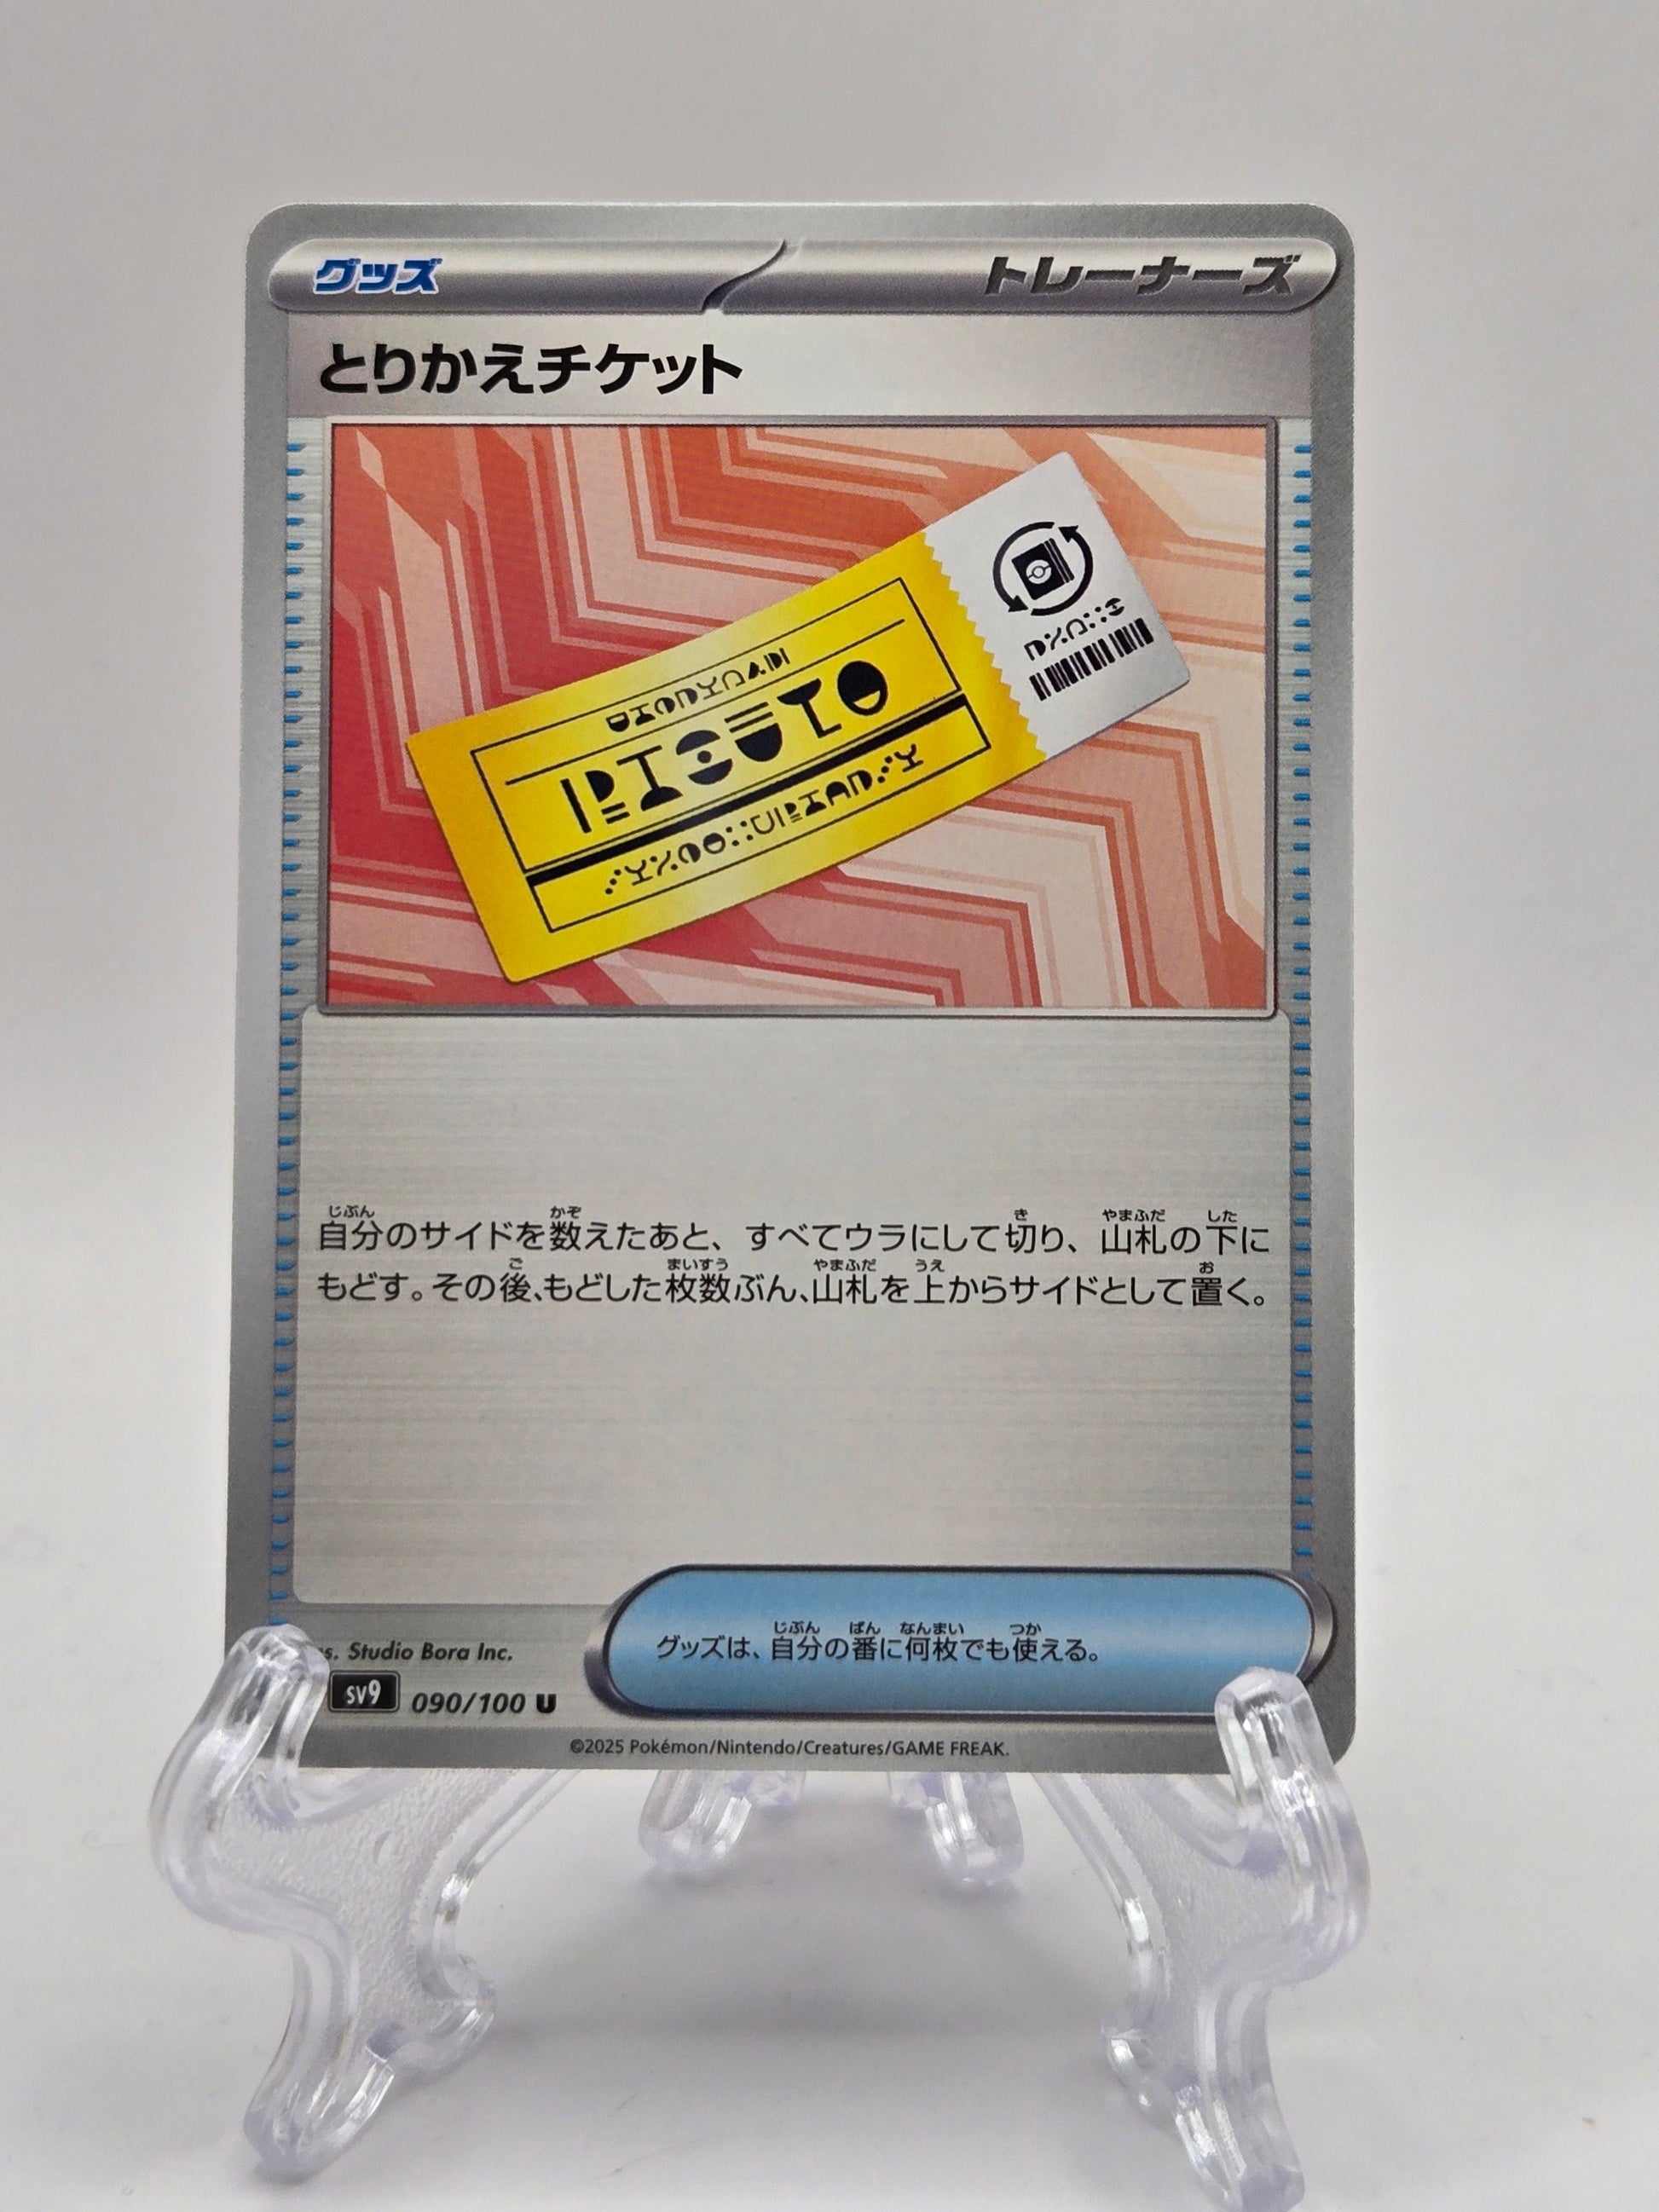 グッズ
トレーナーズ
とりかえチケット
自分のサイドを数えたあと、すべてウラにして切り、山札の下に
もどす。その後、もどした枚数ぶん、山札を上からサイドとして置く。
グッズは、自分の番に何枚でも使える。
Studio Bora Inc.
sv9 090/100 U
©2025 Pokémon/Nintendo/Creatures/GAME FREAK.